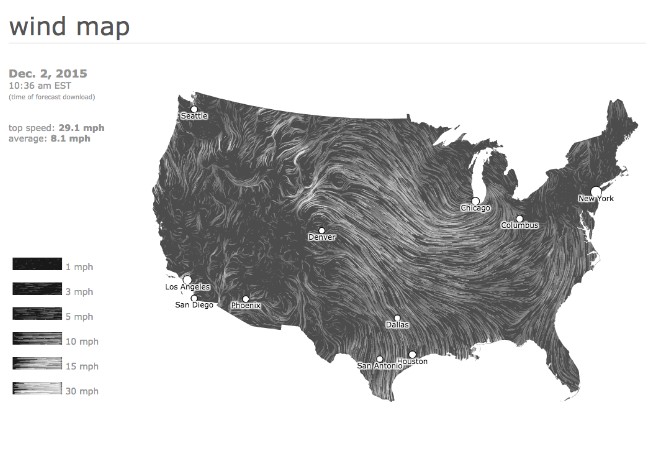 wind map
Dec. 2, 2015
10:36 am EST
(time of forecast download)
top speed: 29.1 mph
average: 8.1 mph
1 mph
3 mph
5 mph
10 mph
15 mph
30 mph
Seattle
New York
Chicago
Columbus
Denver
Los Angeles
San Diego
Phoenix
Dallas
Houston
San Antonio